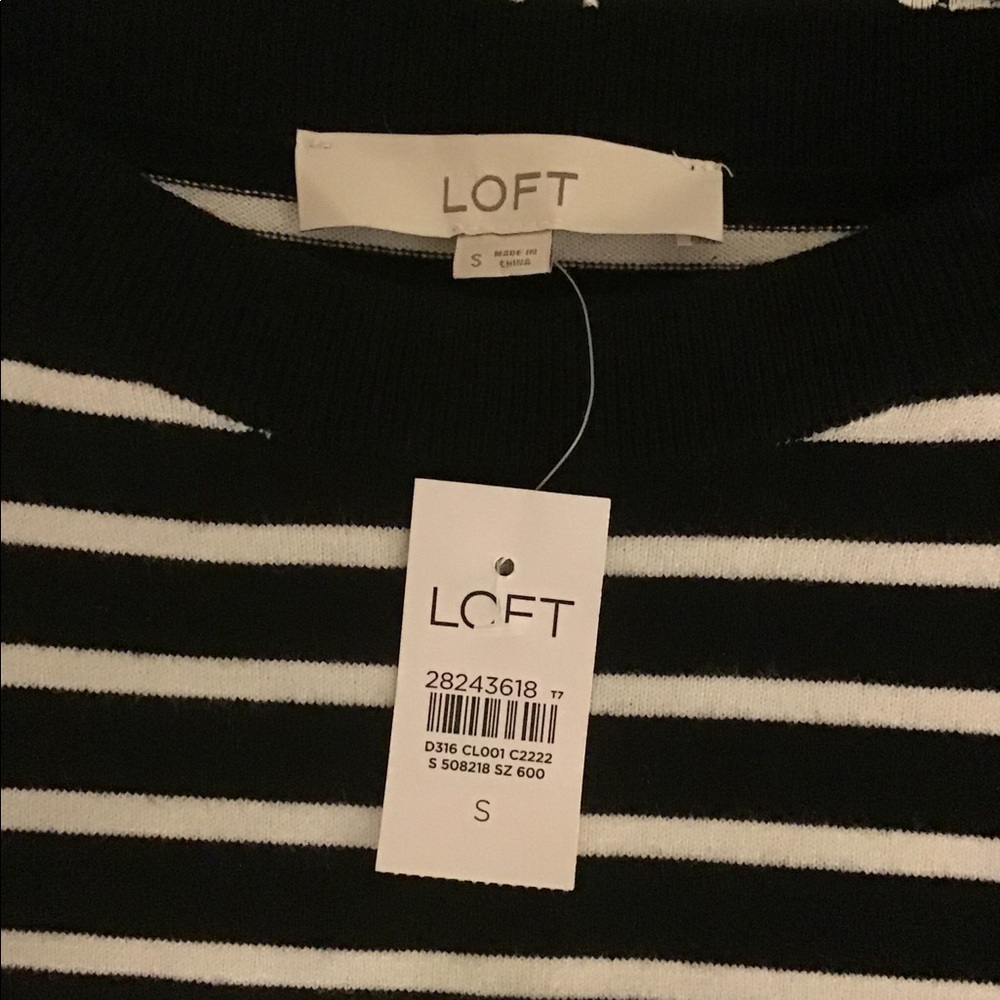 LOFT
S MADE IN
CHINA
LOFT
28243618 T7
D316 CL001 C2222
S 508218 SZ 600
S